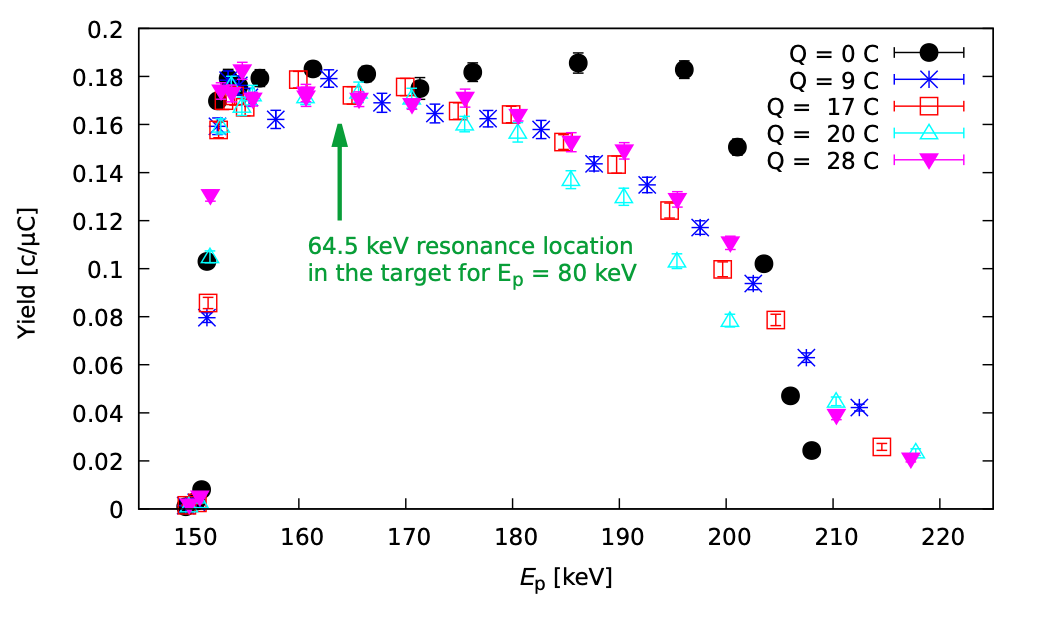 0.2
0.18
0.16
0.14
0.12
0.1
0.08
0.06
0.04
0.02
0
Yield [c/µC]
Q = 0 C
Q = 9 C
Q = 17 C
Q = 20 C
Q = 28 C
64.5 keV resonance location
in the target for Ep = 80 keV
150 160 170 180 190 200 210 220
Ep [keV]